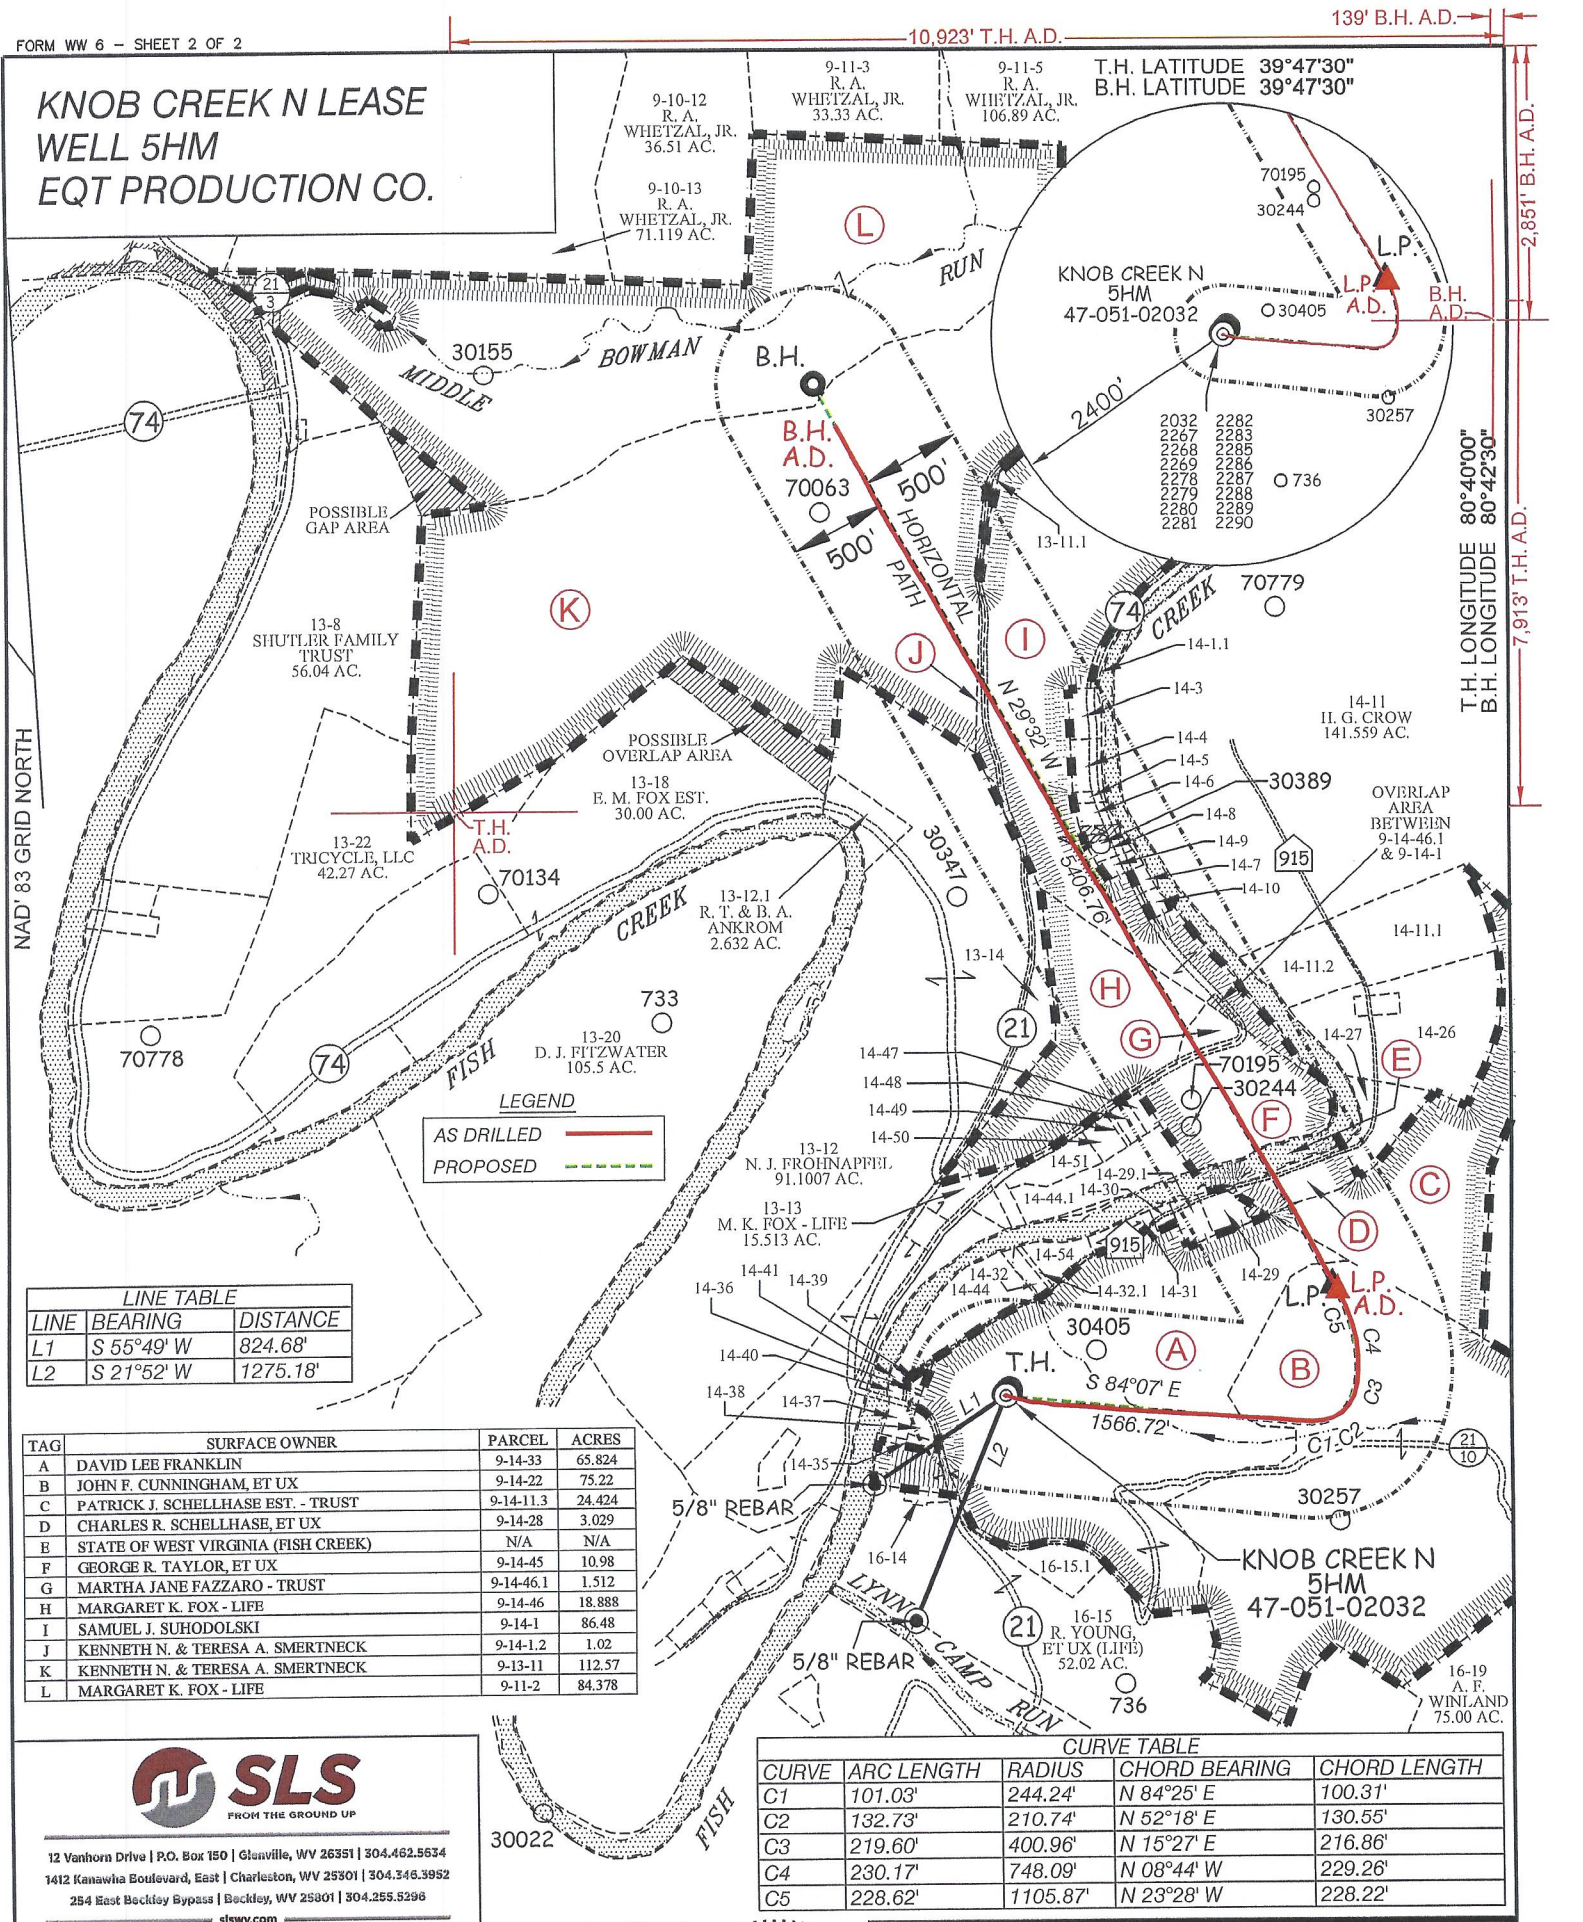 FORM WW 6 - SHEET 2 OF 2
10,923' T.H. A.D.
139' B.H. A.D.
KNOB CREEK N LEASE
WELL 5HM
EQT PRODUCTION CO.
T.H. LATITUDE 39°47'30"
B.H. LATITUDE 39°47'30"
2,851' B.H. A.D.
7,913' T.H. A.D.
T.H. LONGITUDE 80°40'00"
B.H. LONGITUDE 80°42'30"
NAD' 83 GRID NORTH
9-10-12
R. A.
WHETZAL, JR.
36.51 AC.
9-11-3
R. A.
WHETZAL, JR.
33.33 AC.
9-11-5
R. A.
WHETZAL, JR.
106.89 AC.
9-10-13
R. A.
WHETZAL, JR.
71.119 AC.
L
70195
30244
L.P.
L.P.
A.D.
B.H.
A.D.
KNOB CREEK N
5HM
47-051-02032
30405
30257
2400'
2032 2282
2267 2283
2268 2285
2269 2286
2278 2287
2279 2288
2280 2289
2281 2290
736
21
3
74
30155
MIDDLE
BOWMAN
RUN
B.H.
B.H.
A.D.
70063
500'
500'
HORIZONTAL
PATH
POSSIBLE
GAP AREA
13-11.1
74
CREEK
70779
K
I
J
13-8
SHUTLER FAMILY
TRUST
56.04 AC.
14-1.1
14-3
14-4
14-5
14-6
30389
14-8
14-9
14-7
14-10
14-11
H. G. CROW
141.559 AC.
N 29°32' W
5406.76'
POSSIBLE
OVERLAP AREA
13-18
E. M. FOX EST.
30.00 AC.
OVERLAP
AREA
BETWEEN
9-14-46.1
& 9-14-1
915
T.H.
A.D.
13-22
TRICYCLE, LLC
42.27 AC.
70134
30347
13-12.1
R. T. & B. A.
ANKROM
2.632 AC.
CREEK
13-14
14-11.1
14-11.2
H
G
21
733
13-20
D. J. FITZWATER
105.5 AC.
FISH
70778
74
14-27
14-26
E
14-47
14-48
14-49
14-50
70195
30244
F
LEGEND
AS DRILLED
PROPOSED
13-12
N. J. FROHNAPFEL
91.1007 AC.
13-13
M. K. FOX - LIFE
15.513 AC.
14-51
14-29.1
14-44.1
14-30
C
D
915
14-54
14-32
14-44
14-32.1
14-31
14-29
14-41
14-39
14-36
14-40
14-38
14-37
14-35
L.P.
L.P.
A.D.
C5
C4
C3
30405
A
B
T.H.
S 84°07' E
1566.72'
L1
L2
C1-C2
21
10
30257
5/8" REBAR
16-14
16-15.1
KNOB CREEK N
5HM
47-051-02032
LYNN
CAMP
RUN
21
16-15
R. YOUNG,
ET UX (LIFE)
52.02 AC.
5/8" REBAR
736
16-19
A. F.
WINLAND
75.00 AC.
LINE TABLE
LINE BEARING DISTANCE
L1 S 55°49' W 824.68'
L2 S 21°52' W 1275.18'
TAG SURFACE OWNER PARCEL ACRES
A DAVID LEE FRANKLIN 9-14-33 65.824
B JOHN F. CUNNINGHAM, ET UX 9-14-22 75.22
C PATRICK J. SCHELLHASE EST. - TRUST 9-14-11.3 24.424
D CHARLES R. SCHELLHASE, ET UX 9-14-28 3.029
E STATE OF WEST VIRGINIA (FISH CREEK) N/A N/A
F GEORGE R. TAYLOR, ET UX 9-14-45 10.98
G MARTHA JANE FAZZARO - TRUST 9-14-46.1 1.512
H MARGARET K. FOX - LIFE 9-14-46 18.888
I SAMUEL J. SUHODOLSKI 9-14-1 86.48
J KENNETH N. & TERESA A. SMERTNECK 9-14-1.2 1.02
K KENNETH N. & TERESA A. SMERTNECK 9-13-11 112.57
L MARGARET K. FOX - LIFE 9-11-2 84.378
SLS
FROM THE GROUND UP
12 Vanhorn Drive | P.O. Box 150 | Glenville, WV 26351 | 304.462.5634
1412 Kanawha Boulevard, East | Charleston, WV 25301 | 304.346.3952
254 East Beckley Bypass | Beckley, WV 25801 | 304.255.5296
slswv.com
30022
FISH
CURVE TABLE
CURVE ARC LENGTH RADIUS CHORD BEARING CHORD LENGTH
C1 101.03' 244.24' N 84°25' E 100.31'
C2 132.73' 210.74' N 52°18' E 130.55'
C3 219.60' 400.96' N 15°27' E 216.86'
C4 230.17' 748.09' N 08°44' W 229.26'
C5 228.62' 1105.87' N 23°28' W 228.22'